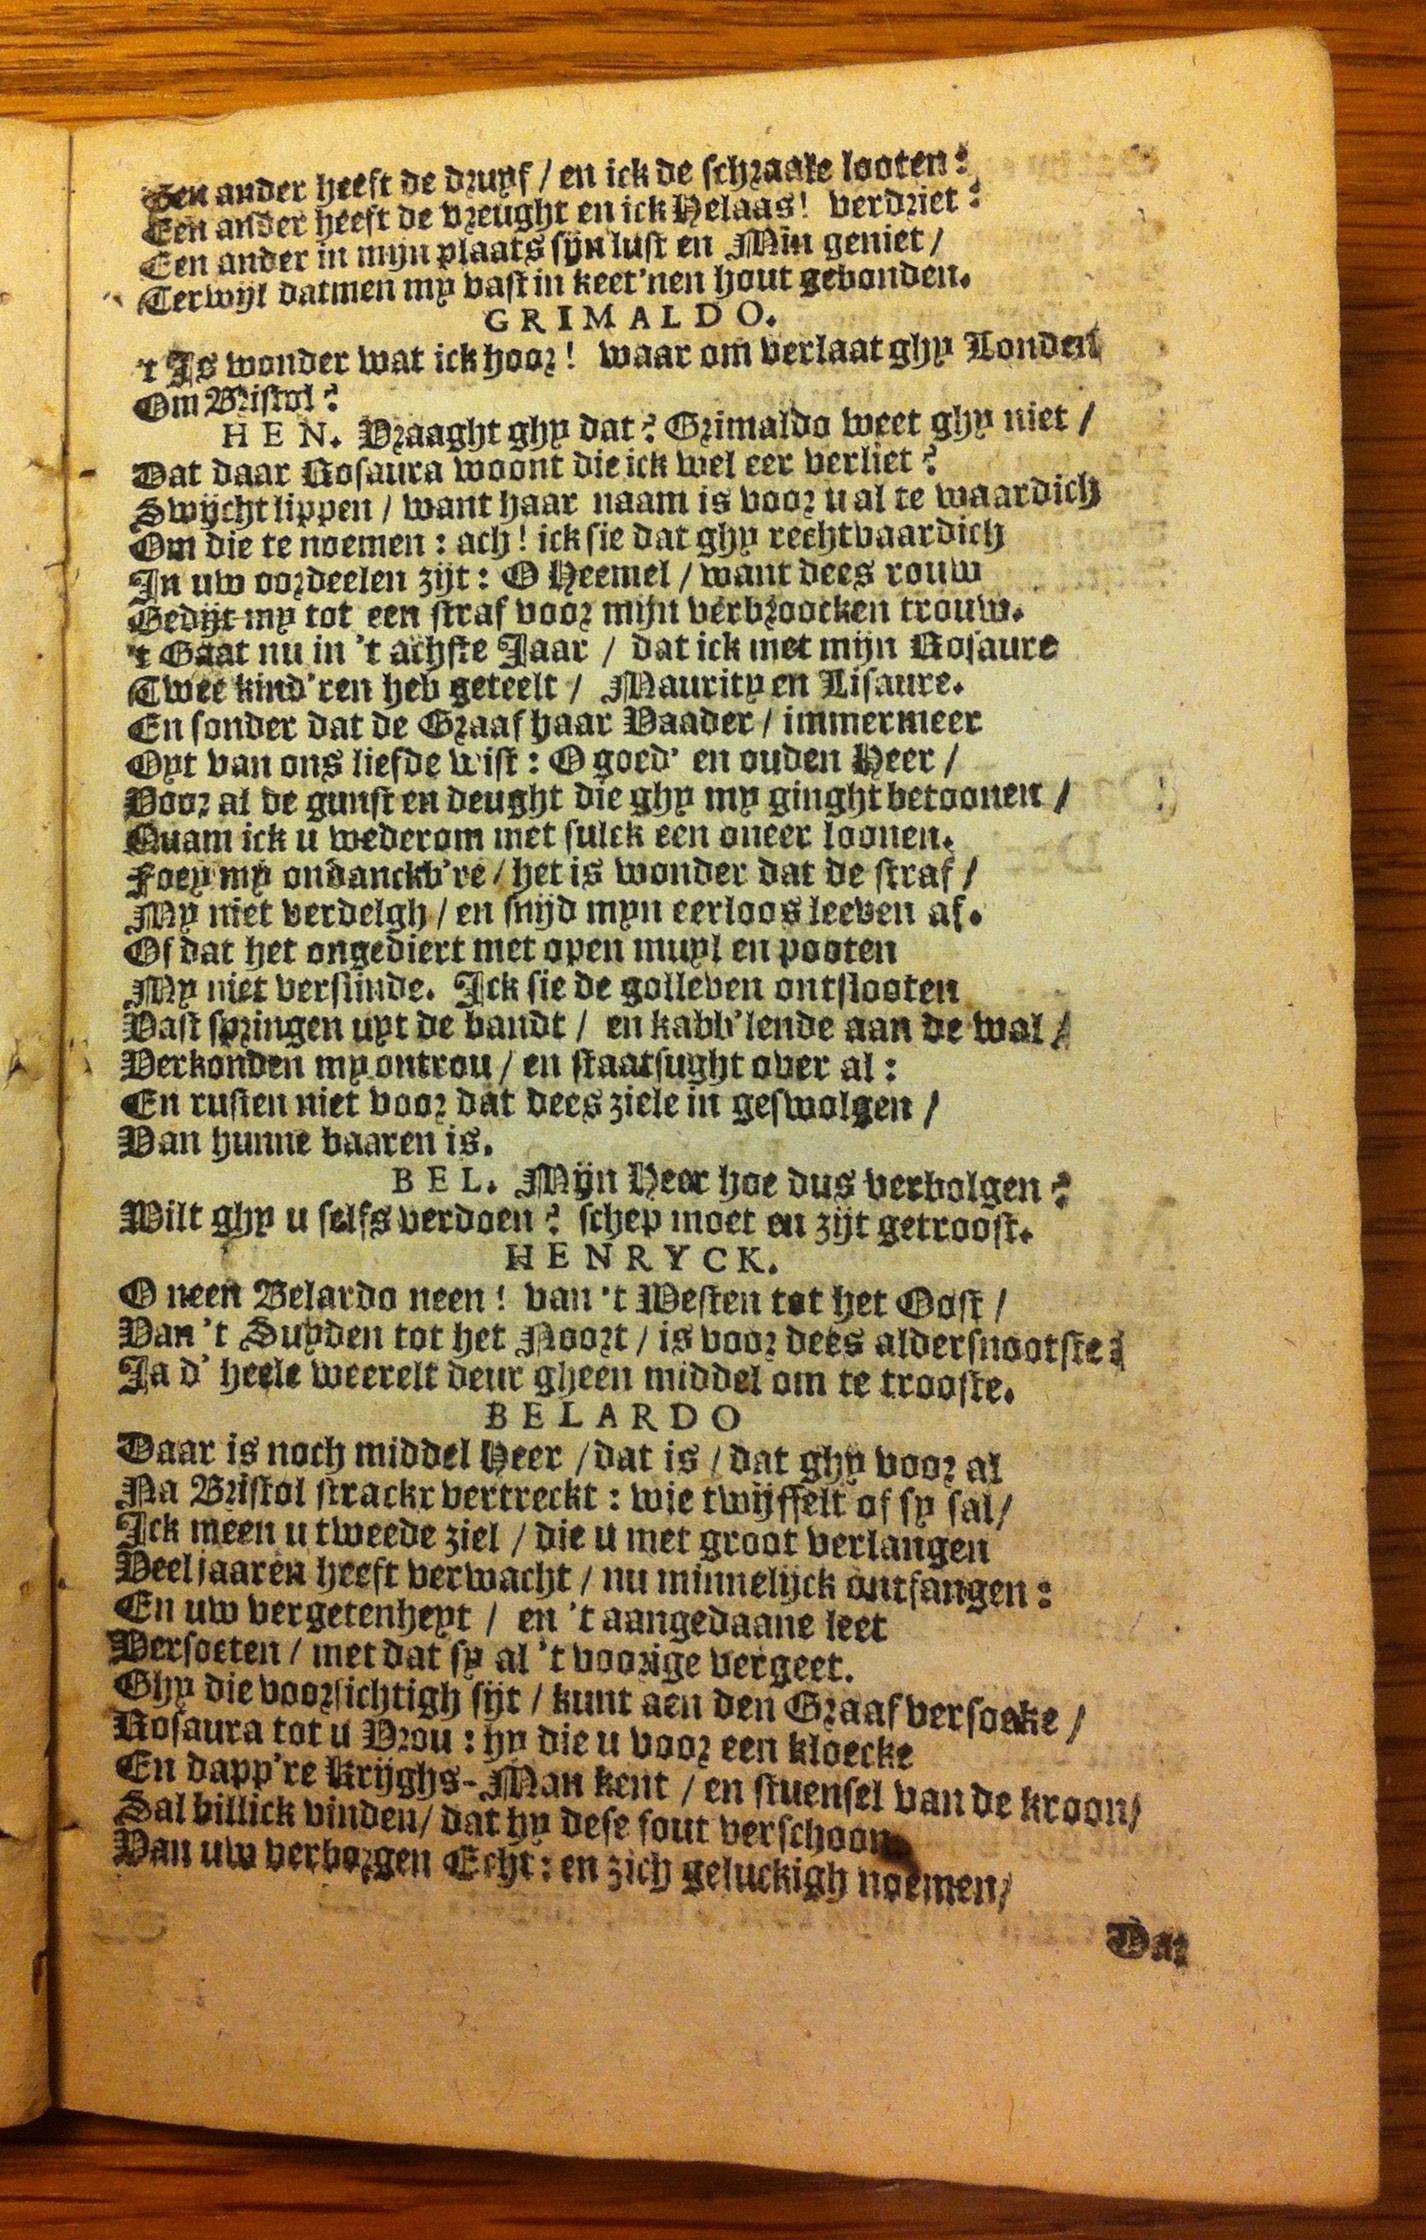 Een ander heeft de druyf / en ick de schraale looten:
Een ander heeft de vreught en ick Helaas! verdriet:
Een ander in mijn plaats sijn lust en Min geniet /
Terwijl datmen my vast in keet'nen hout gebonden.
GRIMALDO.
't Is wonder wat ick hoor! waar om verlaat ghy Londen
Om Bristol?
HEN. Vraaght ghy dat? Grimaldo weet ghy niet /
Dat daar Rosaura woont die ick wel eer verliet?
Swijcht lippen / want haar naam is voor u al te waardich
Om die te noemen: ach! ick sie dat ghy rechtvaardich
In uw oordeelen zijt: O Heemel / want dees rouw
Gedijt my tot een straf voor mijn verbroocken trouw.
't Gaat nu in 't achste Jaar / dat ick met mijn Rosaure
Twee kind'ren heb geteelt / Maurity en Lisaure.
En sonder dat de Graaf haar Vaader / immermeer
Oyt van ons liefde wist: O goed' en ouden Heer /
Voor al de gunst en deught die ghy my ginght betoonen /
Quam ick u wederom met sulck een oneer loonen.
Foey my ondanckb're / het is wonder dat de straf /
My niet verdelgh / en snijd myn eerloos leeven af.
Of dat het ongediert met open muyl en pooten
My niet verslinde. Ick sie de golleven ontslooten
Vast springen uyt de bandt / en kabb'lende aan de wal /
Verkonden my ontrou / en staatsught over al:
En rusten niet voor dat dees ziele in geswolgen /
Van hunne baaren is.
BEL. Mijn Heer hoe dus verbolgen?
Wilt ghy u selfs verdoen? schep moet en zijt getroost.
HENRYCK.
O neen Belardo neen! van 't Westen tot het Oost /
Van 't Suyden tot het Noort / is voor dees aldersnootste /
Ja d' heele weerelt deur gheen middel om te trooste.
BELARDO
Daar is noch middel Heer / dat is / dat ghy voor al
Na Bristol strackx vertreckt: wie twijffelt of sy sal /
Ick meen u tweede ziel / die u met groot verlangen
Veel jaaren heeft verwacht / nu minnelijck ontfangen:
En uw vergetenheyt / en 't aangedaane leet
Versoeten / met dat sy al 't voorige vergeet.
Ghy die voorsichtigh sijt / kunt aen den Graaf versoeke /
Rosaura tot u Vrou: hy die u voor een kloecke
En dapp're Krijghs-Man kent / en stuensel van de kroon /
Sal billick vinden / dat hy dese fout verschoon
Van uw verborgen Echt: en zich geluckigh noemen /
Dat